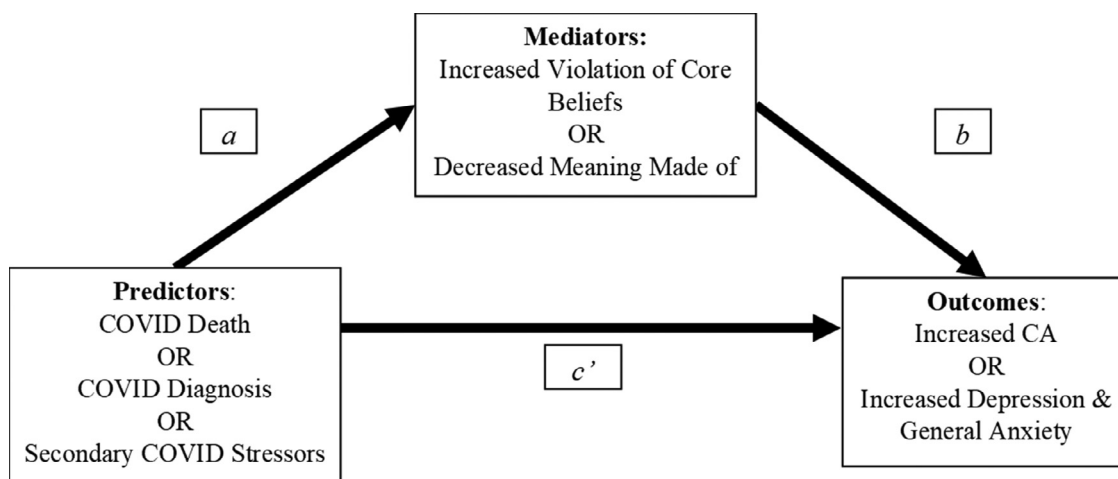 Mediators:
Increased Violation of Core
Beliefs
OR
Decreased Meaning Made of
a
b
Predictors:
COVID Death
OR
COVID Diagnosis
OR
Secondary COVID Stressors
c’
Outcomes:
Increased CA
OR
Increased Depression &
General Anxiety